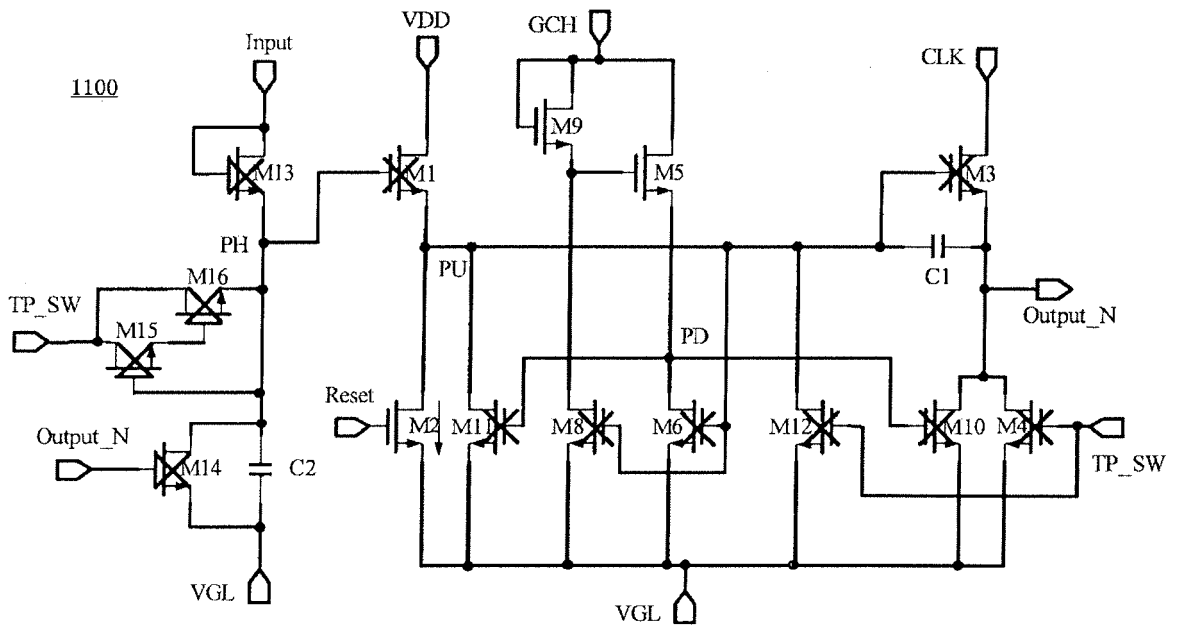 1100
Input
VDD
GCH
CLK
M13
M1
M9
M5
M3
PH
PU
C1
M16
TP_SW
M15
Output_N
PD
Reset
M2
M11
M8
M6
M12
M10
M4
Output_N
M14
C2
TP_SW
VGL
VGL